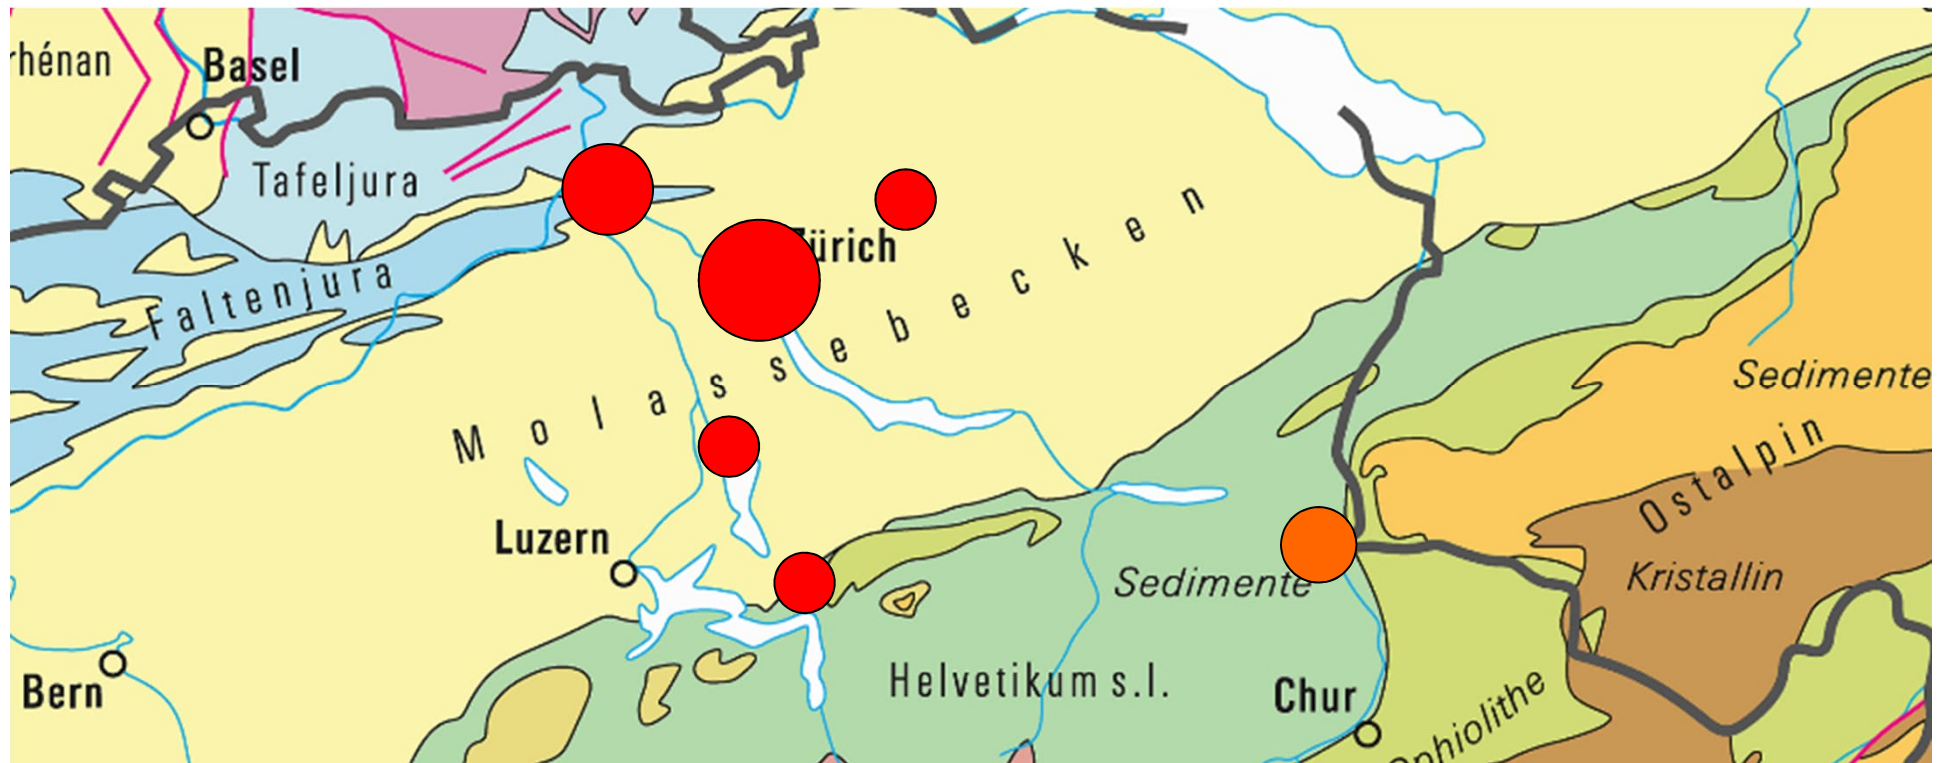 rhénan
Basel
Tafeljura
Zürich
Faltenjura
Molassebecken
Sedimente
Ostalpin
Luzern
Sedimente
Kristallin
Bern
Helvetikum s.l.
Chur
Ophiolithe